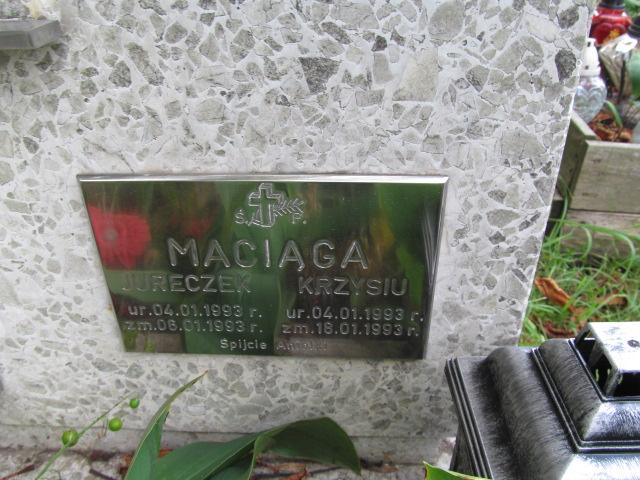 Ś. P.
MACIĄGA
JURECZEK KRZYSIU
ur. 04.01.1993 r. ur. 04.01.1993 r.
zm. 06.01.1993 r. zm. 18.01.1993 r.
Śpijcie